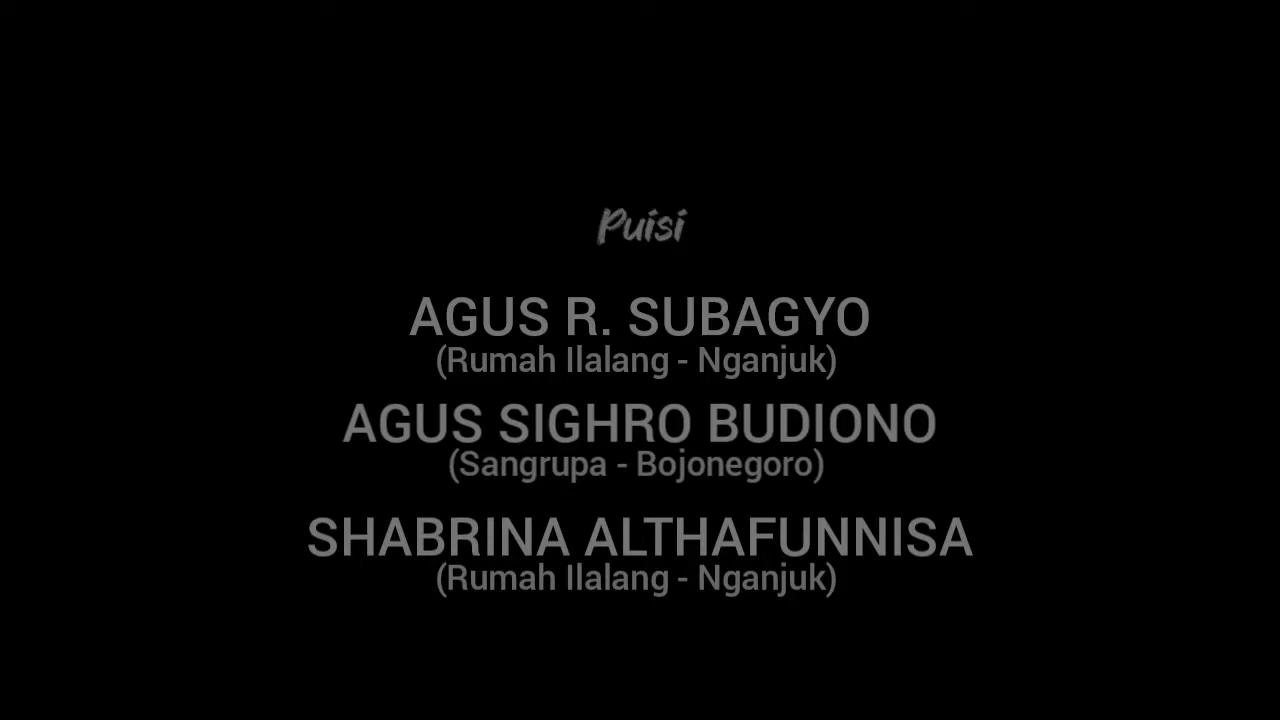 Puisi
AGUS R. SUBAGYO
(Rumah Ilalang - Nganjuk)
AGUS SIGHRO BUDIONO
(Sangrupa - Bojonegoro)
SHABRINA ALTHAFUNNISA
(Rumah Ilalang - Nganjuk)